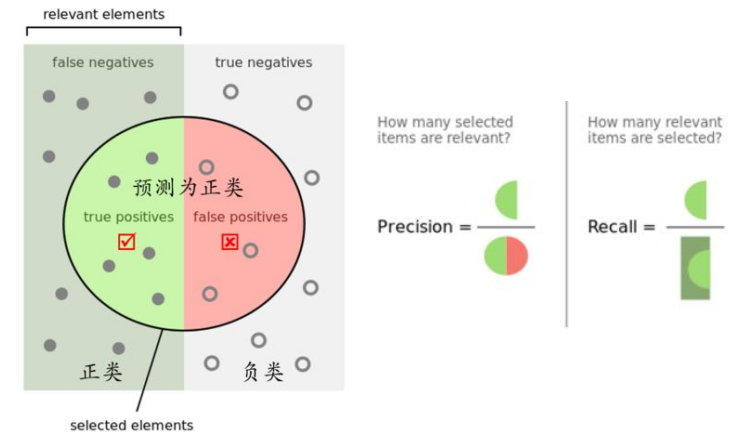 relevant elements
false negatives
true negatives
预测为正类
true positives
false positives
正类
负类
selected elements
How many selected
items are relevant?
Precision =
How many relevant
items are selected?
Recall =